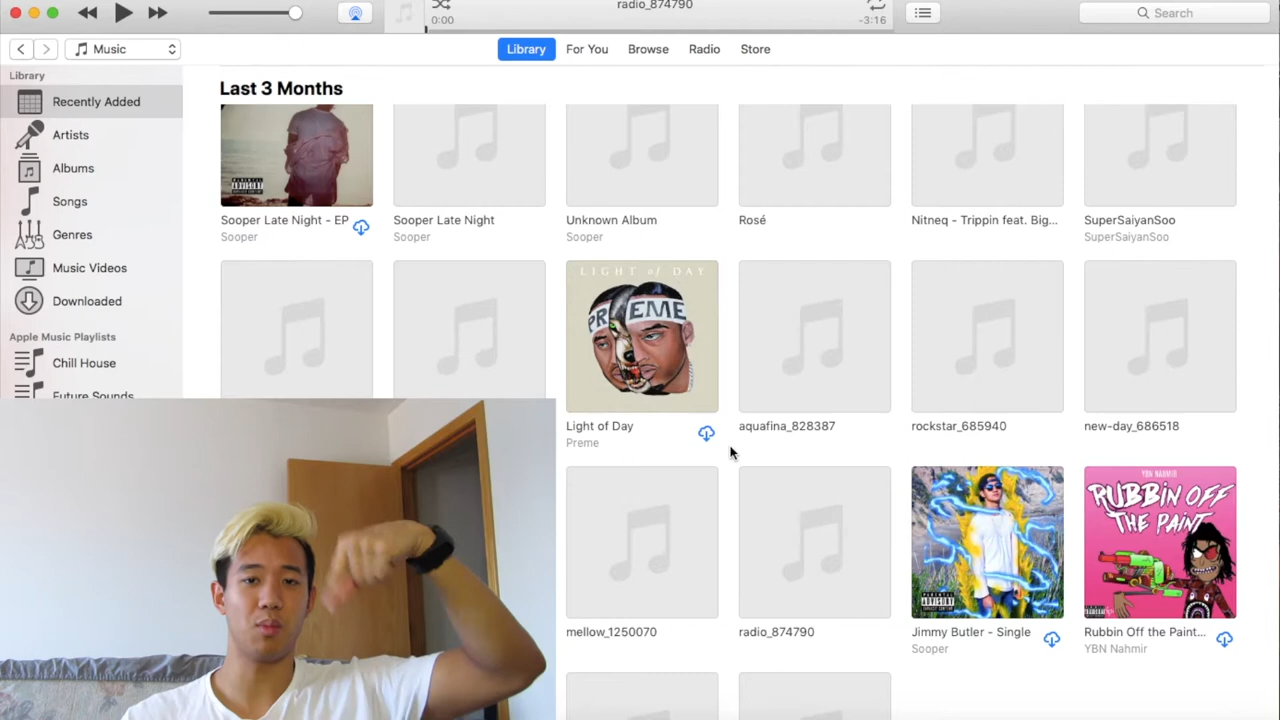 radio_874790
0:00
-3:16
Search
Music
Library
For You
Browse
Radio
Store
Library
Recently Added
Artists
Albums
Songs
Genres
Music Videos
Downloaded
Apple Music Playlists
Chill House
Future Sounds
Last 3 Months
Sooper Late Night - EP
Sooper
Sooper Late Night
Sooper
Unknown Album
Sooper
Rosé
Nitneq - Trippin feat. Big...
SuperSaiyanSoo
SuperSaiyanSoo
LIGHT of DAY
PREME
Light of Day
Preme
aquafina_828387
rockstar_685940
new-day_686518
mellow_1250070
radio_874790
Jimmy Butler - Single
Sooper
YBN NAHMIR
RUBBIN OFF
THE PAINT
Rubbin Off the Paint...
YBN Nahmir